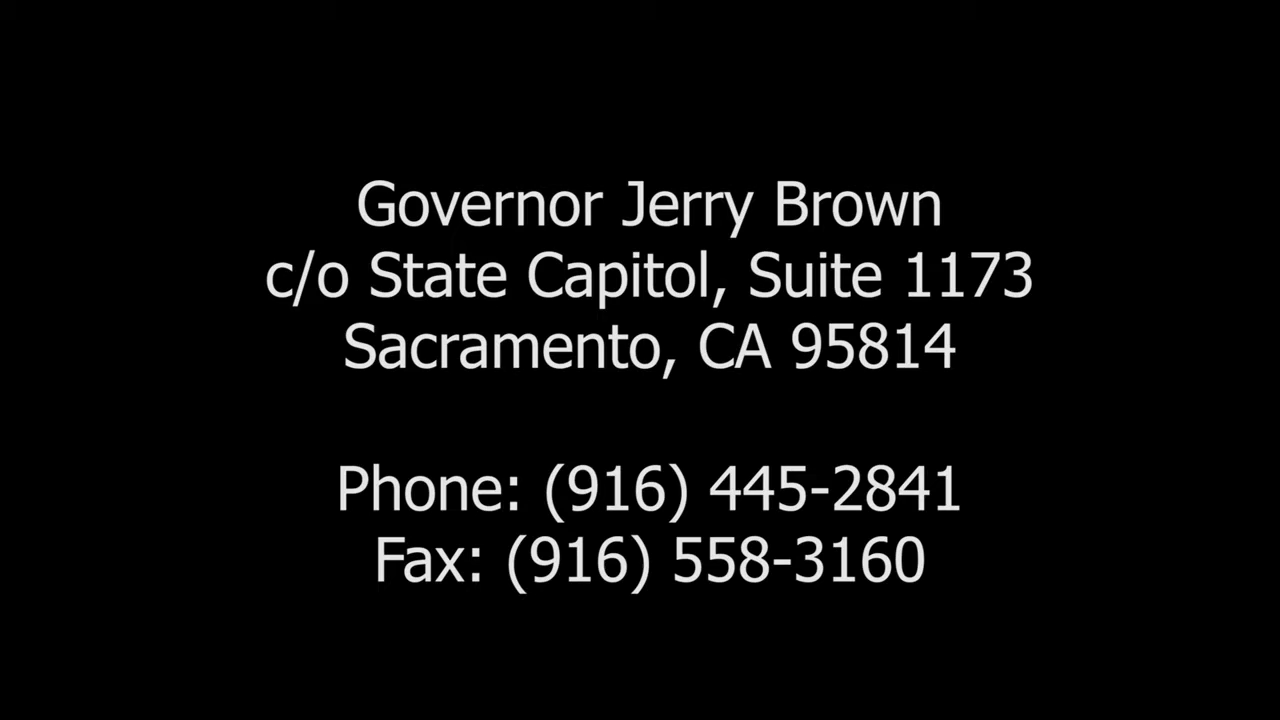 Governor Jerry Brown
c/o State Capitol, Suite 1173
Sacramento, CA 95814
Phone: (916) 445-2841
Fax: (916) 558-3160